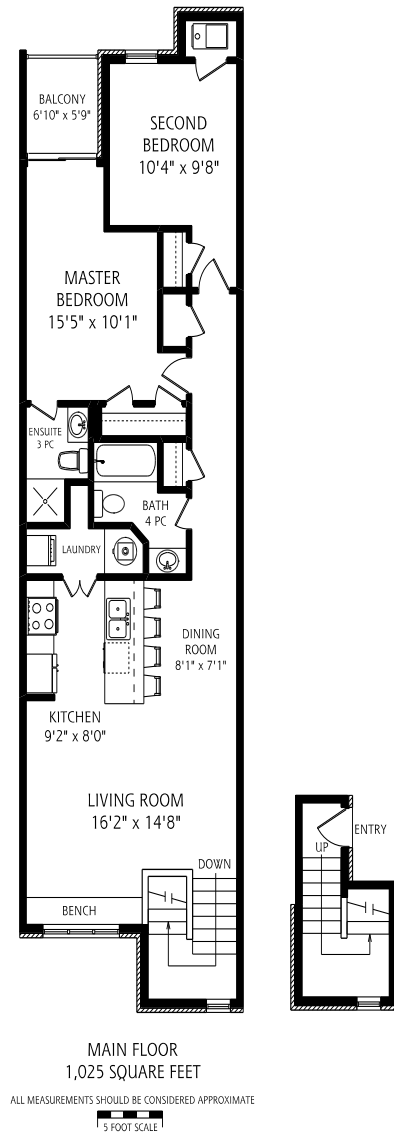 BALCONY
6'10" x 5'9"
SECOND
BEDROOM
10'4" x 9'8"
MASTER
BEDROOM
15'5" x 10'1"
ENSUITE
3 PC
BATH
4 PC
LAUNDRY
DINING
ROOM
8'1" x 7'1"
KITCHEN
9'2" x 8'0"
LIVING ROOM
16'2" x 14'8"
DOWN
BENCH
ENTRY
UP
MAIN FLOOR
1,025 SQUARE FEET
ALL MEASUREMENTS SHOULD BE CONSIDERED APPROXIMATE
5 FOOT SCALE